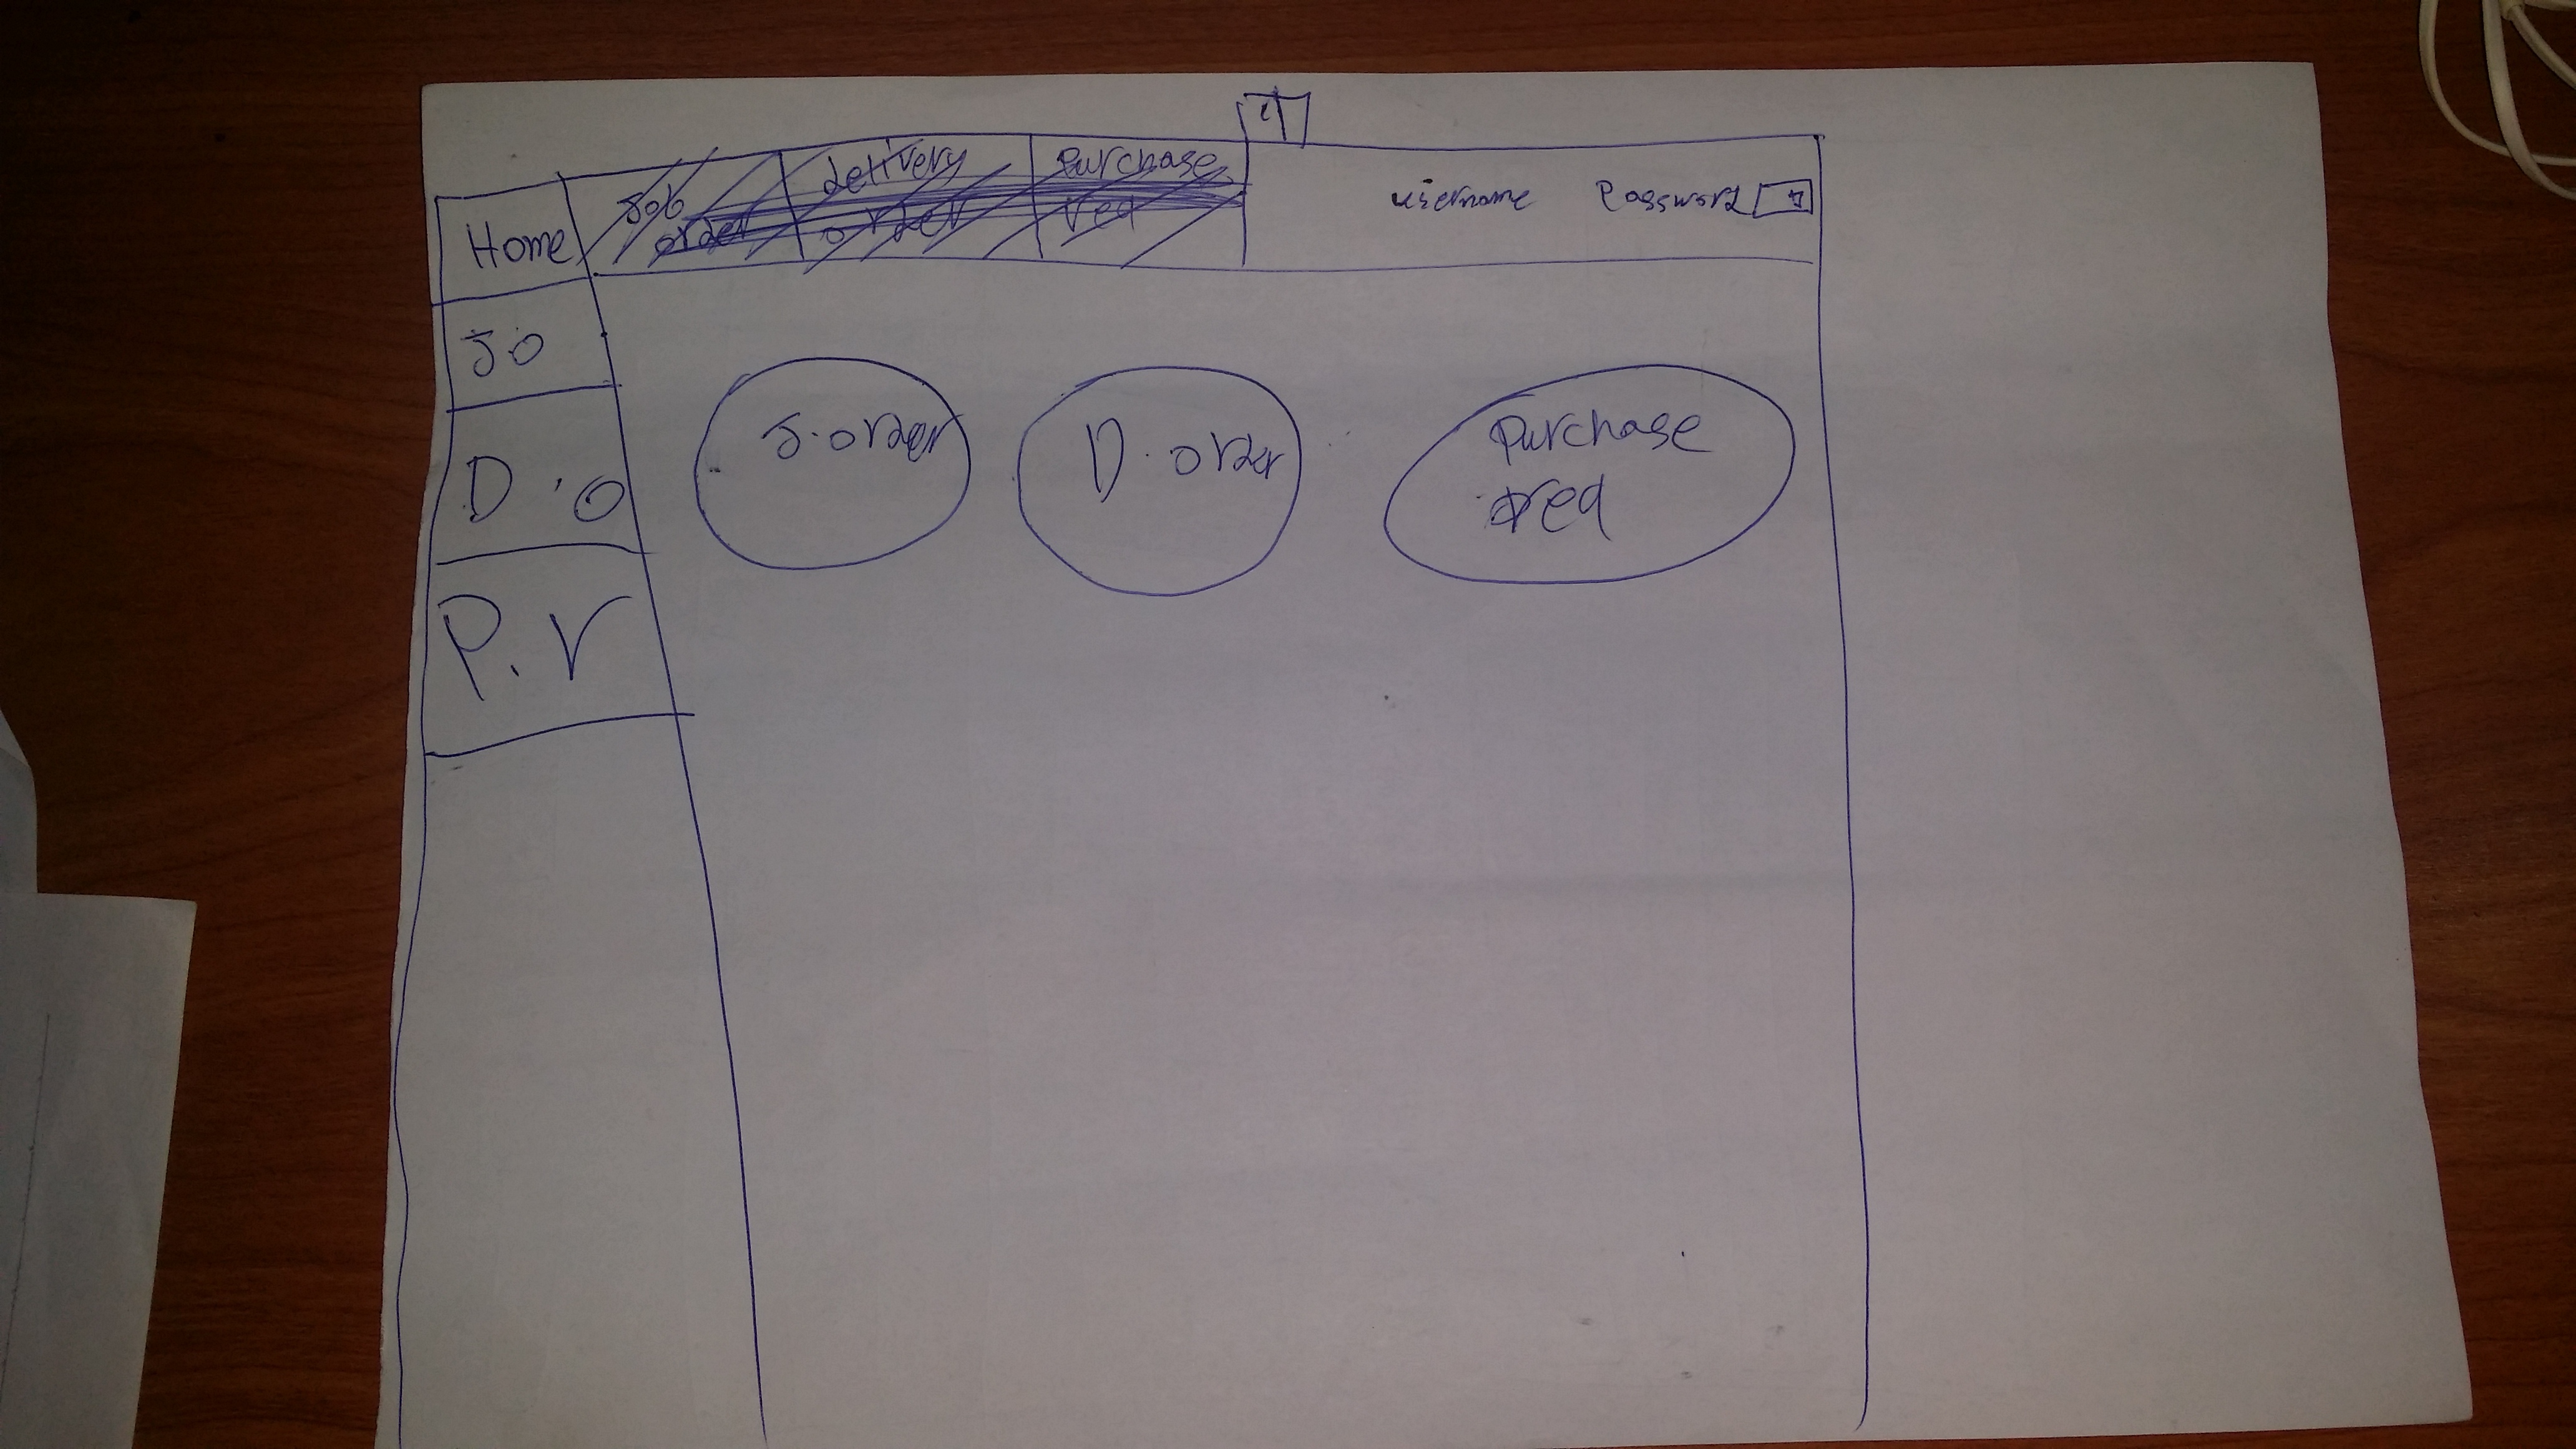 Home
Job
order
delivery
order
Purchase
req
username Password
J.O
D.O
P.r
J.order
D.order
Purchase
req